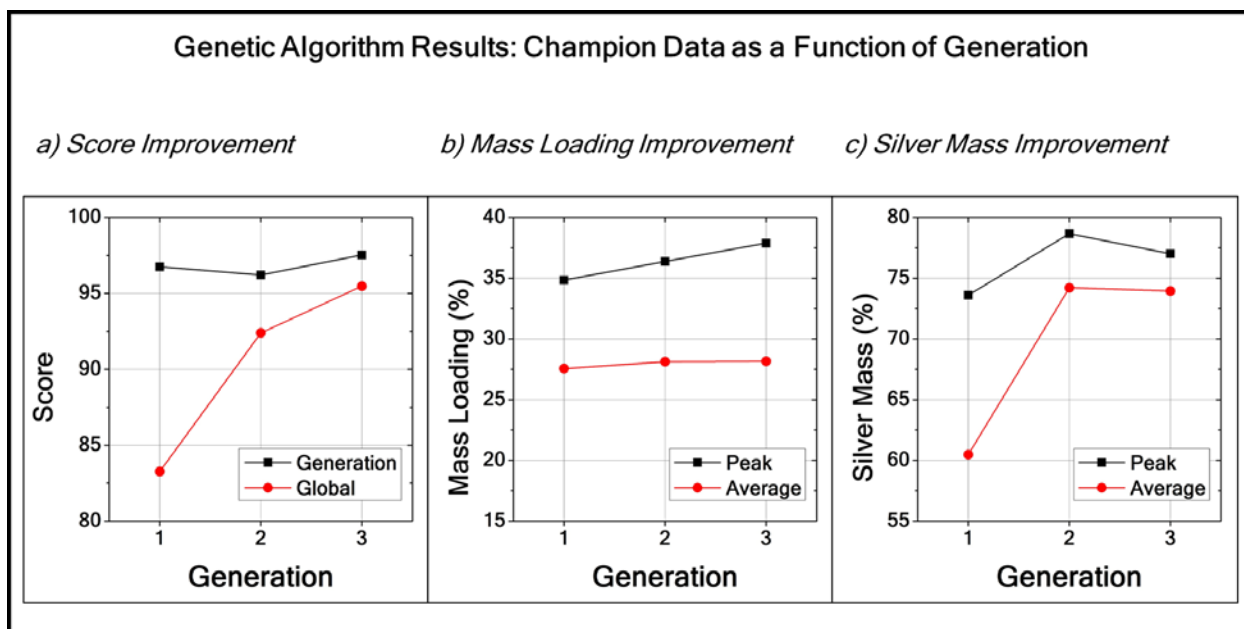 Genetic Algorithm Results: Champion Data as a Function of Generation
a) Score Improvement
b) Mass Loading Improvement
c) Silver Mass Improvement
Score
100
95
90
85
80
1
2
3
Generation
Generation
Global
Mass Loading (%)
40
35
30
25
20
15
1
2
3
Generation
Peak
Average
Silver Mass (%)
80
75
70
65
60
55
1
2
3
Generation
Peak
Average